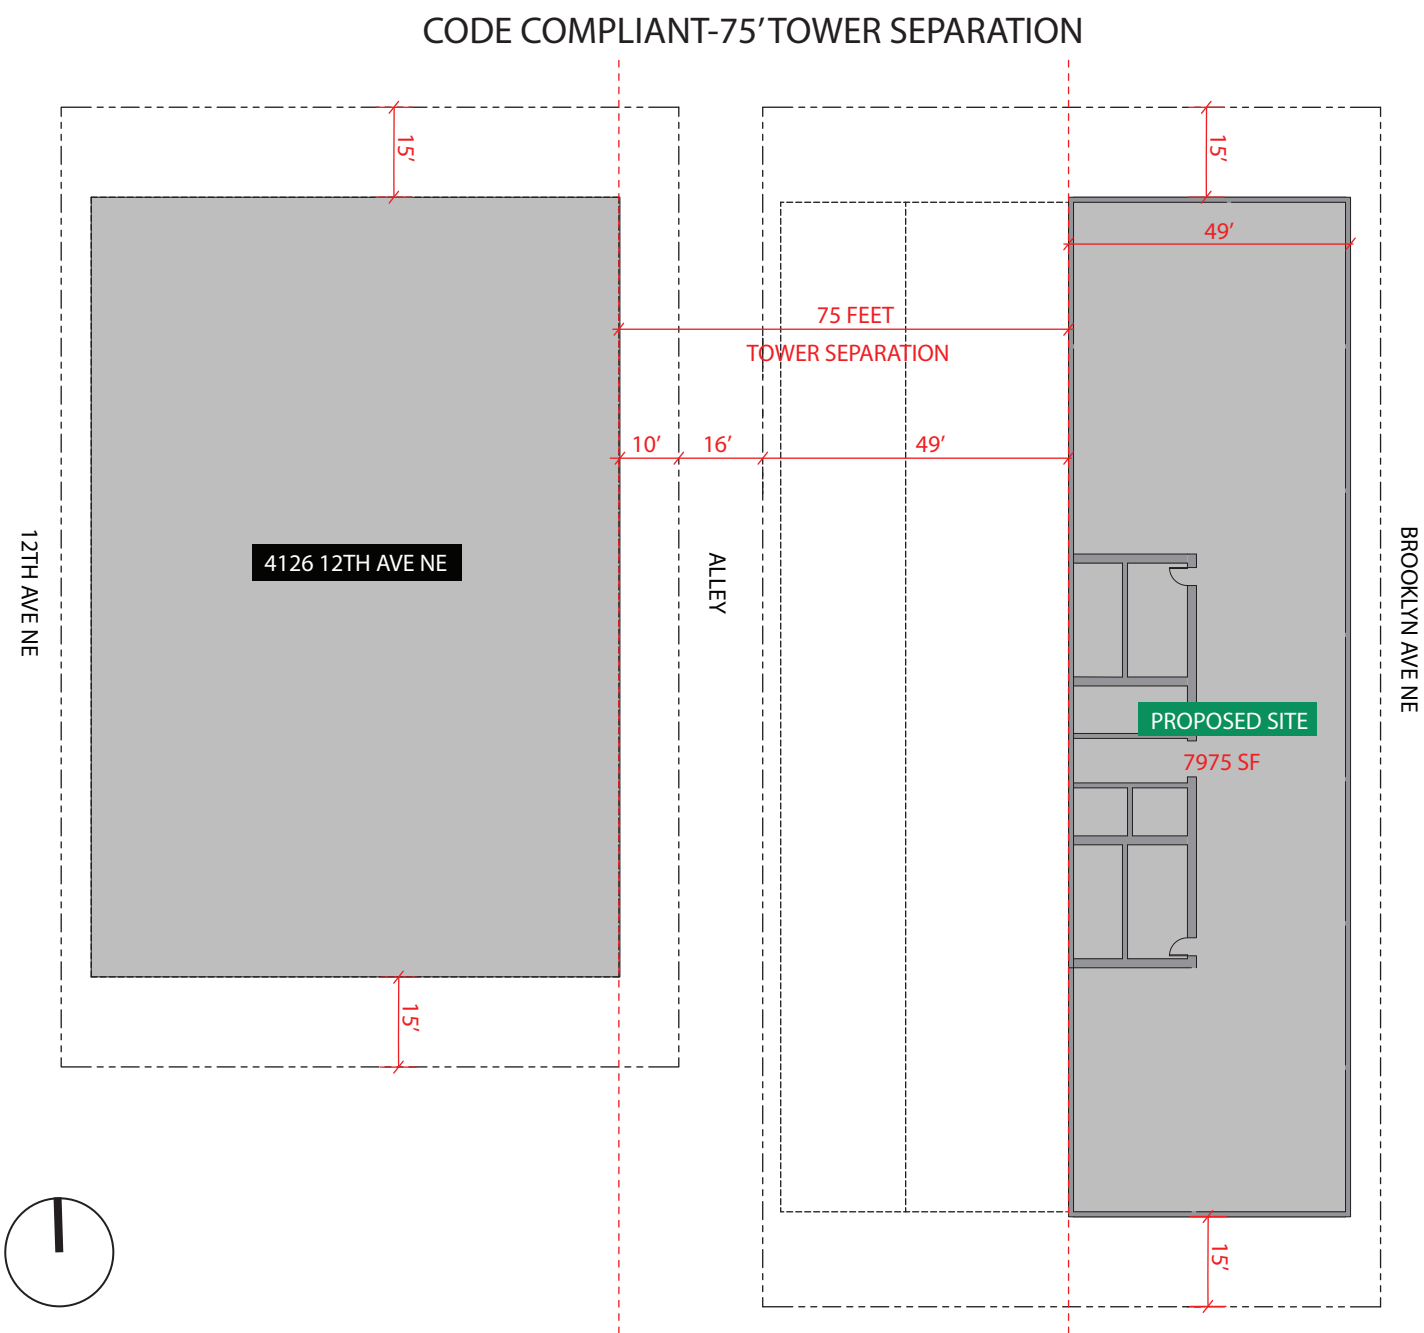 CODE COMPLIANT-75’ TOWER SEPARATION
15’
15’
49’
75 FEET
TOWER SEPARATION
10’
16’
49’
12TH AVE NE
4126 12TH AVE NE
ALLEY
BROOKLYN AVE NE
PROPOSED SITE
7975 SF
15’
15’